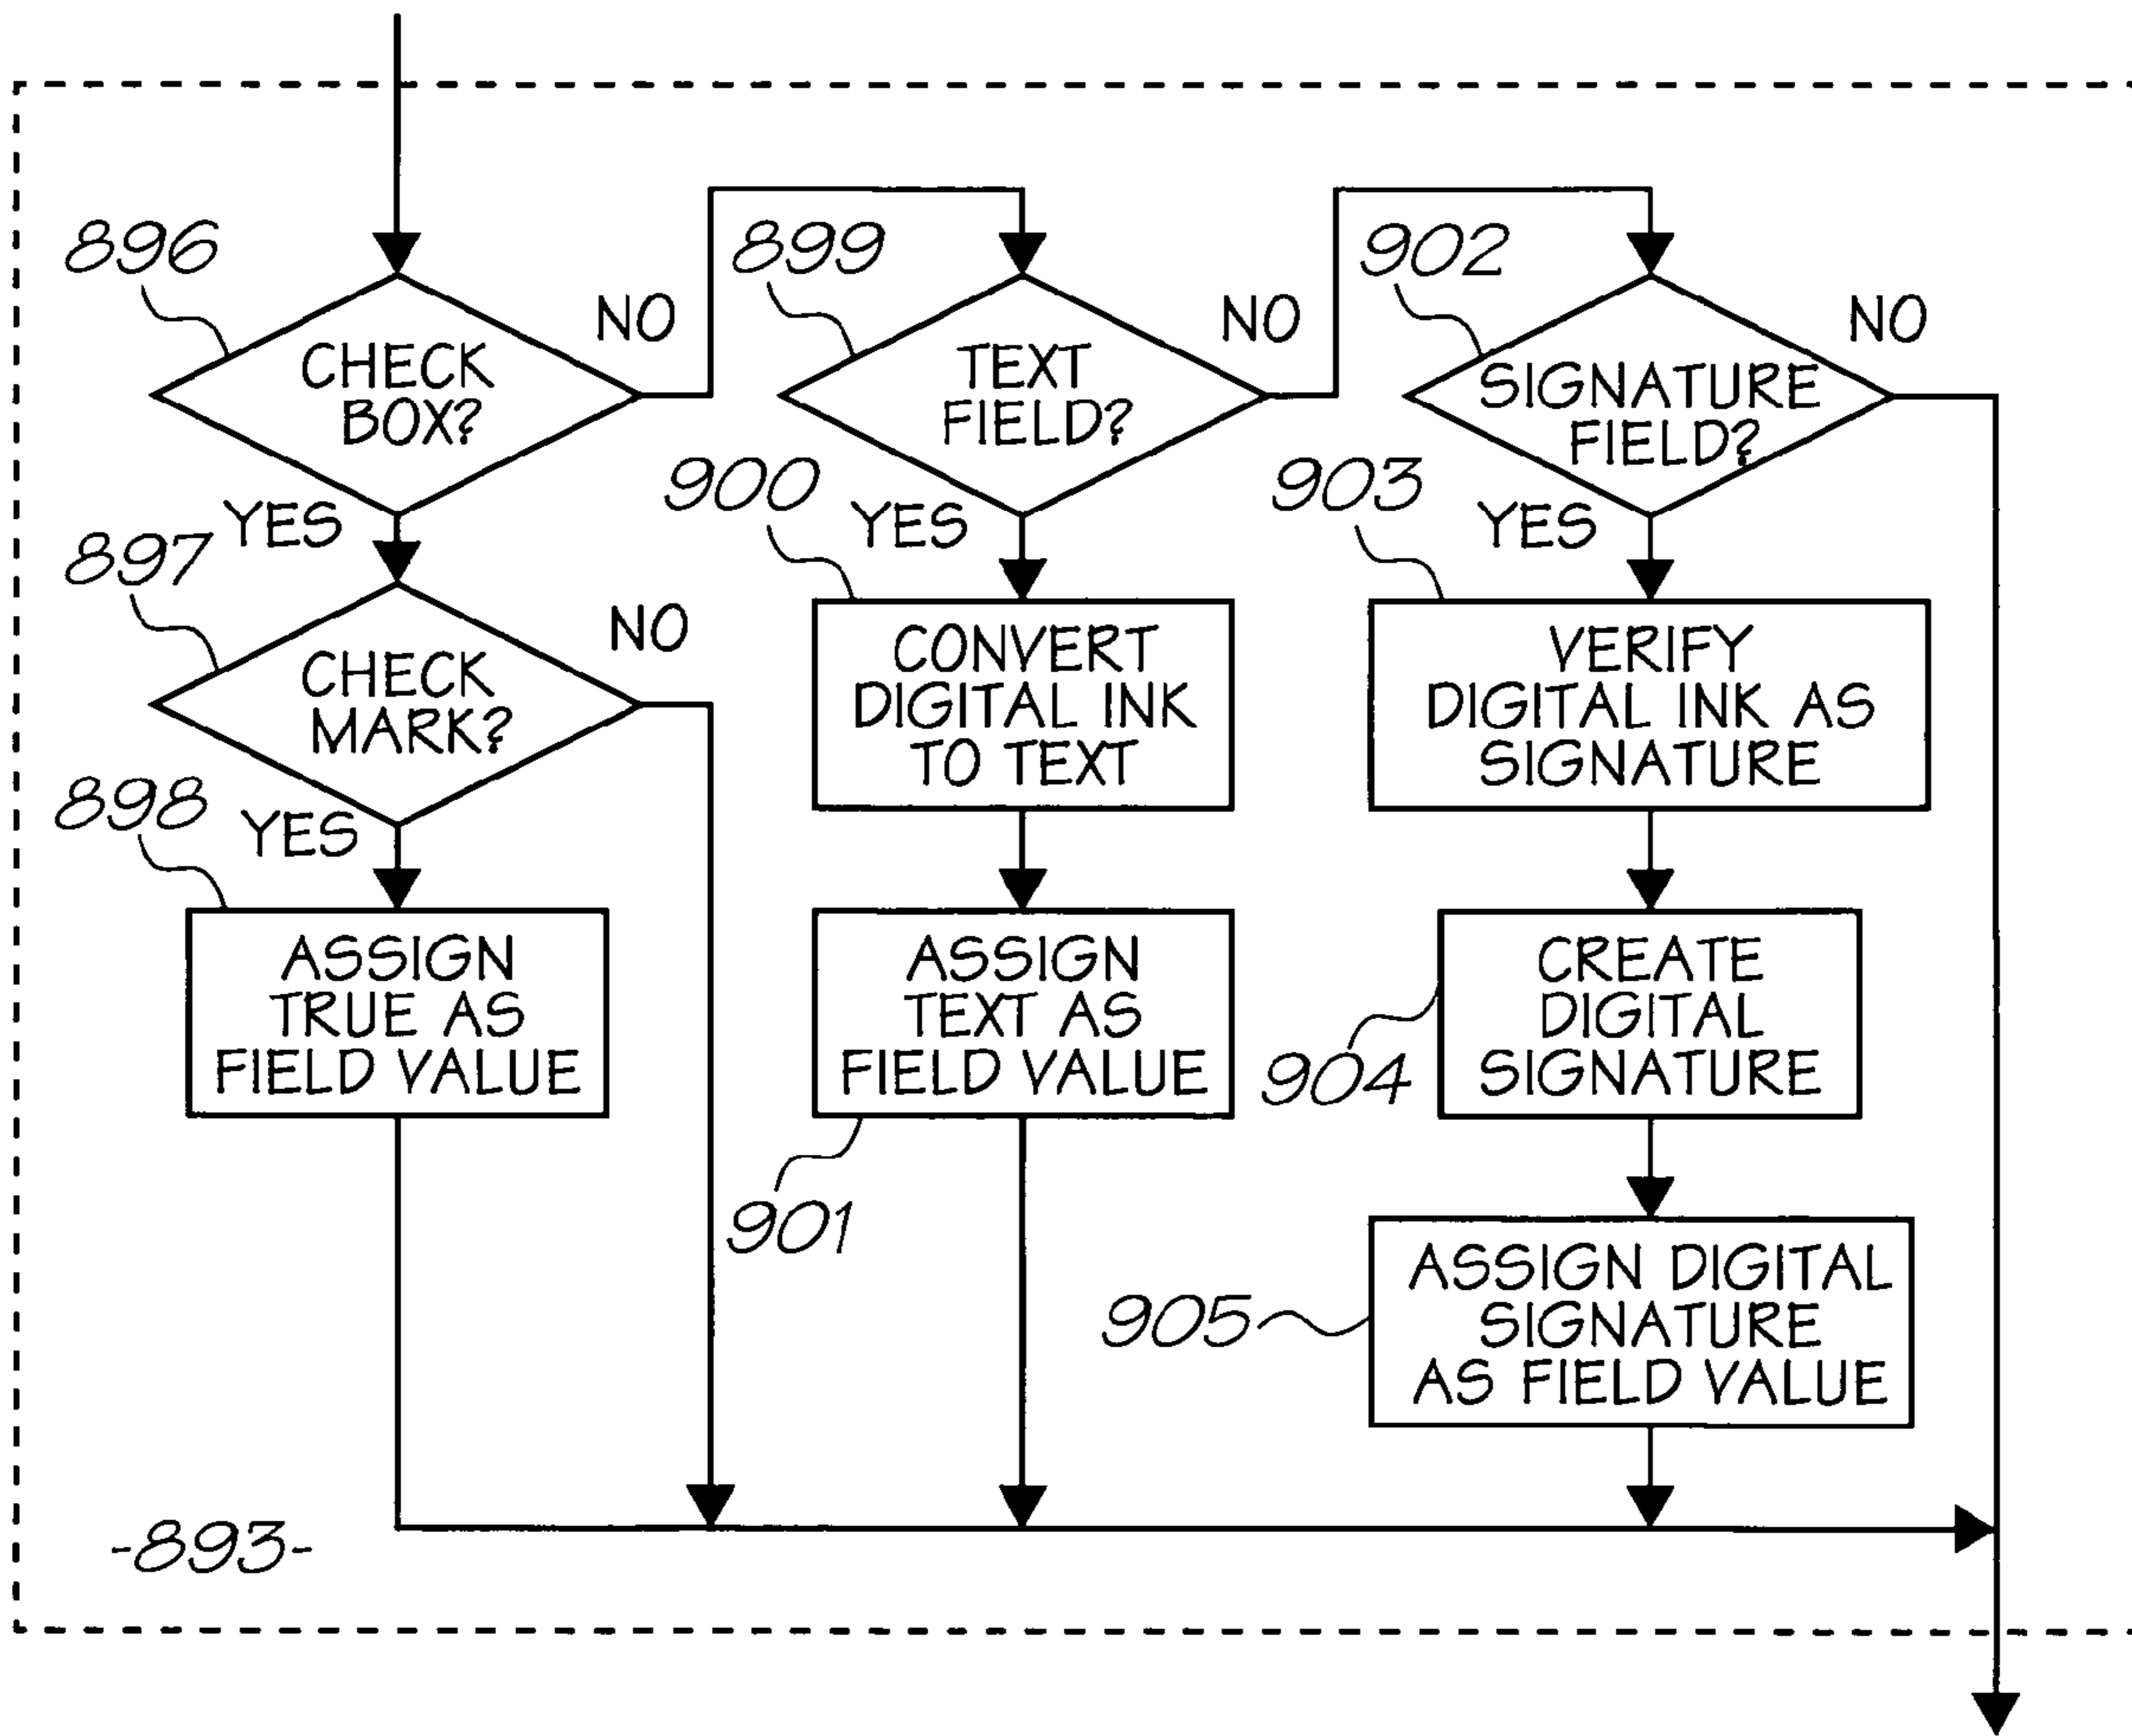 896
CHECK
BOX?
NO
YES
897
CHECK
MARK?
NO
YES
898
ASSIGN
TRUE AS
FIELD VALUE
899
TEXT
FIELD?
NO
YES
900
CONVERT
DIGITAL INK
TO TEXT
ASSIGN
TEXT AS
FIELD VALUE
901
902
SIGNATURE
FIELD?
NO
YES
903
VERIFY
DIGITAL INK AS
SIGNATURE
CREATE
DIGITAL
SIGNATURE
904
ASSIGN DIGITAL
SIGNATURE
AS FIELD VALUE
905
-893-